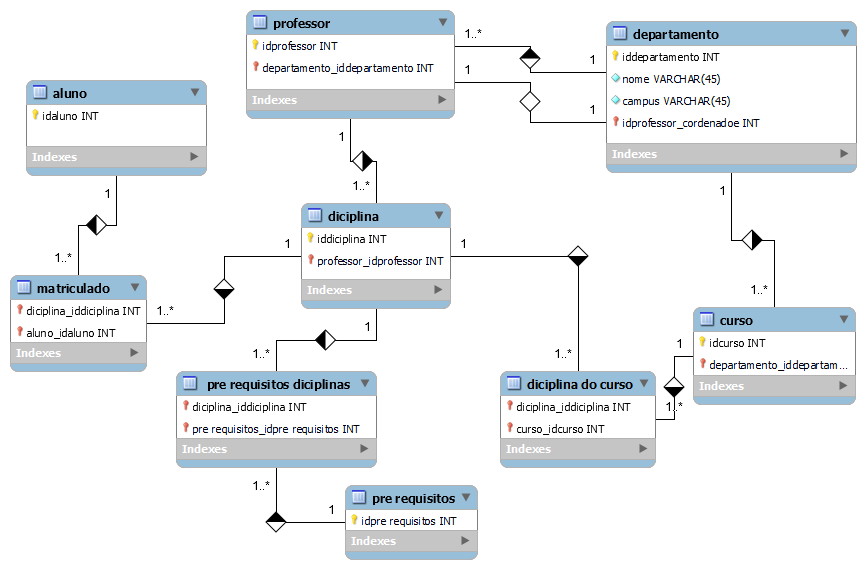 professor
idprofessor INT
departamento_iddepartamento INT
Indexes
1..*
1
1
1
departamento
iddepartamento INT
nome VARCHAR(45)
campus VARCHAR(45)
idprofessor_cordenadoe INT
Indexes
aluno
idaluno INT
Indexes
1
1..*
1
1..*
1
1..*
diciplina
iddiciplina INT
professor_idprofessor INT
Indexes
1
1..*
1
1..*
1
1..*
matriculado
diciplina_iddiciplina INT
aluno_idaluno INT
Indexes
curso
idcurso INT
departamento_iddepartam...
Indexes
1
1..*
pre requisitos diciplinas
diciplina_iddiciplina INT
pre requisitos_idpre requisitos INT
Indexes
diciplina do curso
diciplina_iddiciplina INT
curso_idcurso INT
Indexes
1..*
1
pre requisitos
idpre requisitos INT
Indexes